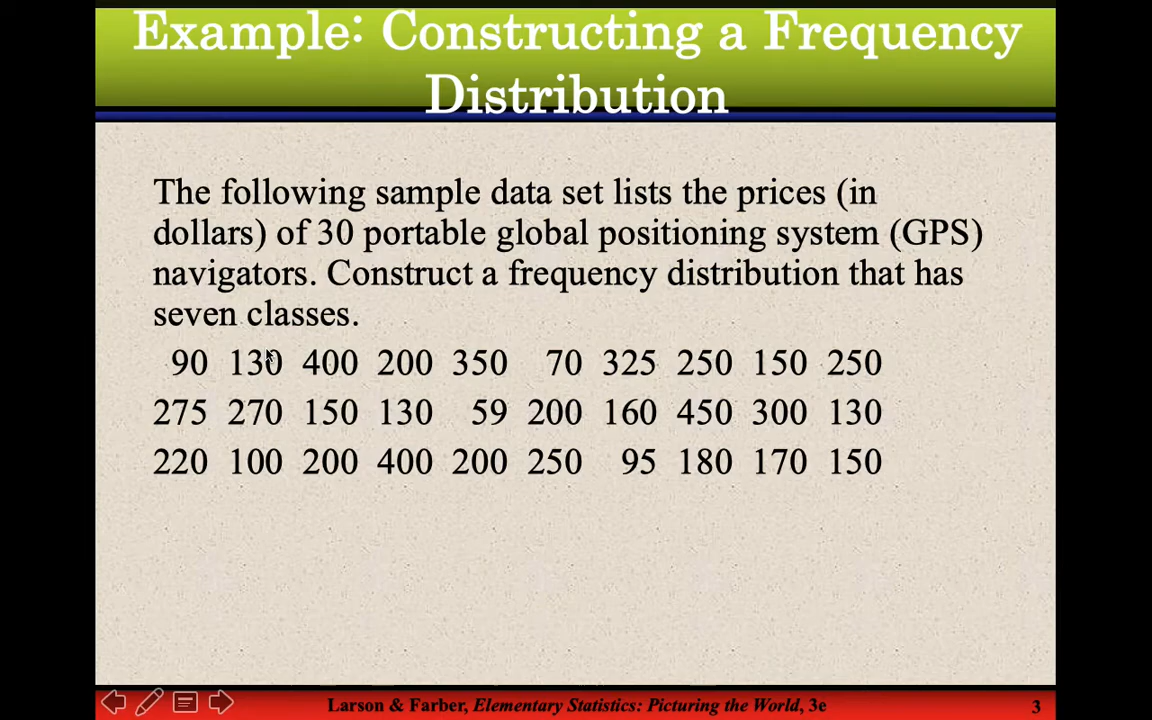 Example: Constructing a Frequency
Distribution
The following sample data set lists the prices (in
dollars) of 30 portable global positioning system (GPS)
navigators. Construct a frequency distribution that has
seven classes.
90 130 400 200 350 70 325 250 150 250
275 270 150 130 59 200 160 450 300 130
220 100 200 400 200 250 95 180 170 150
Larson & Farber, Elementary Statistics: Picturing the World, 3e 3